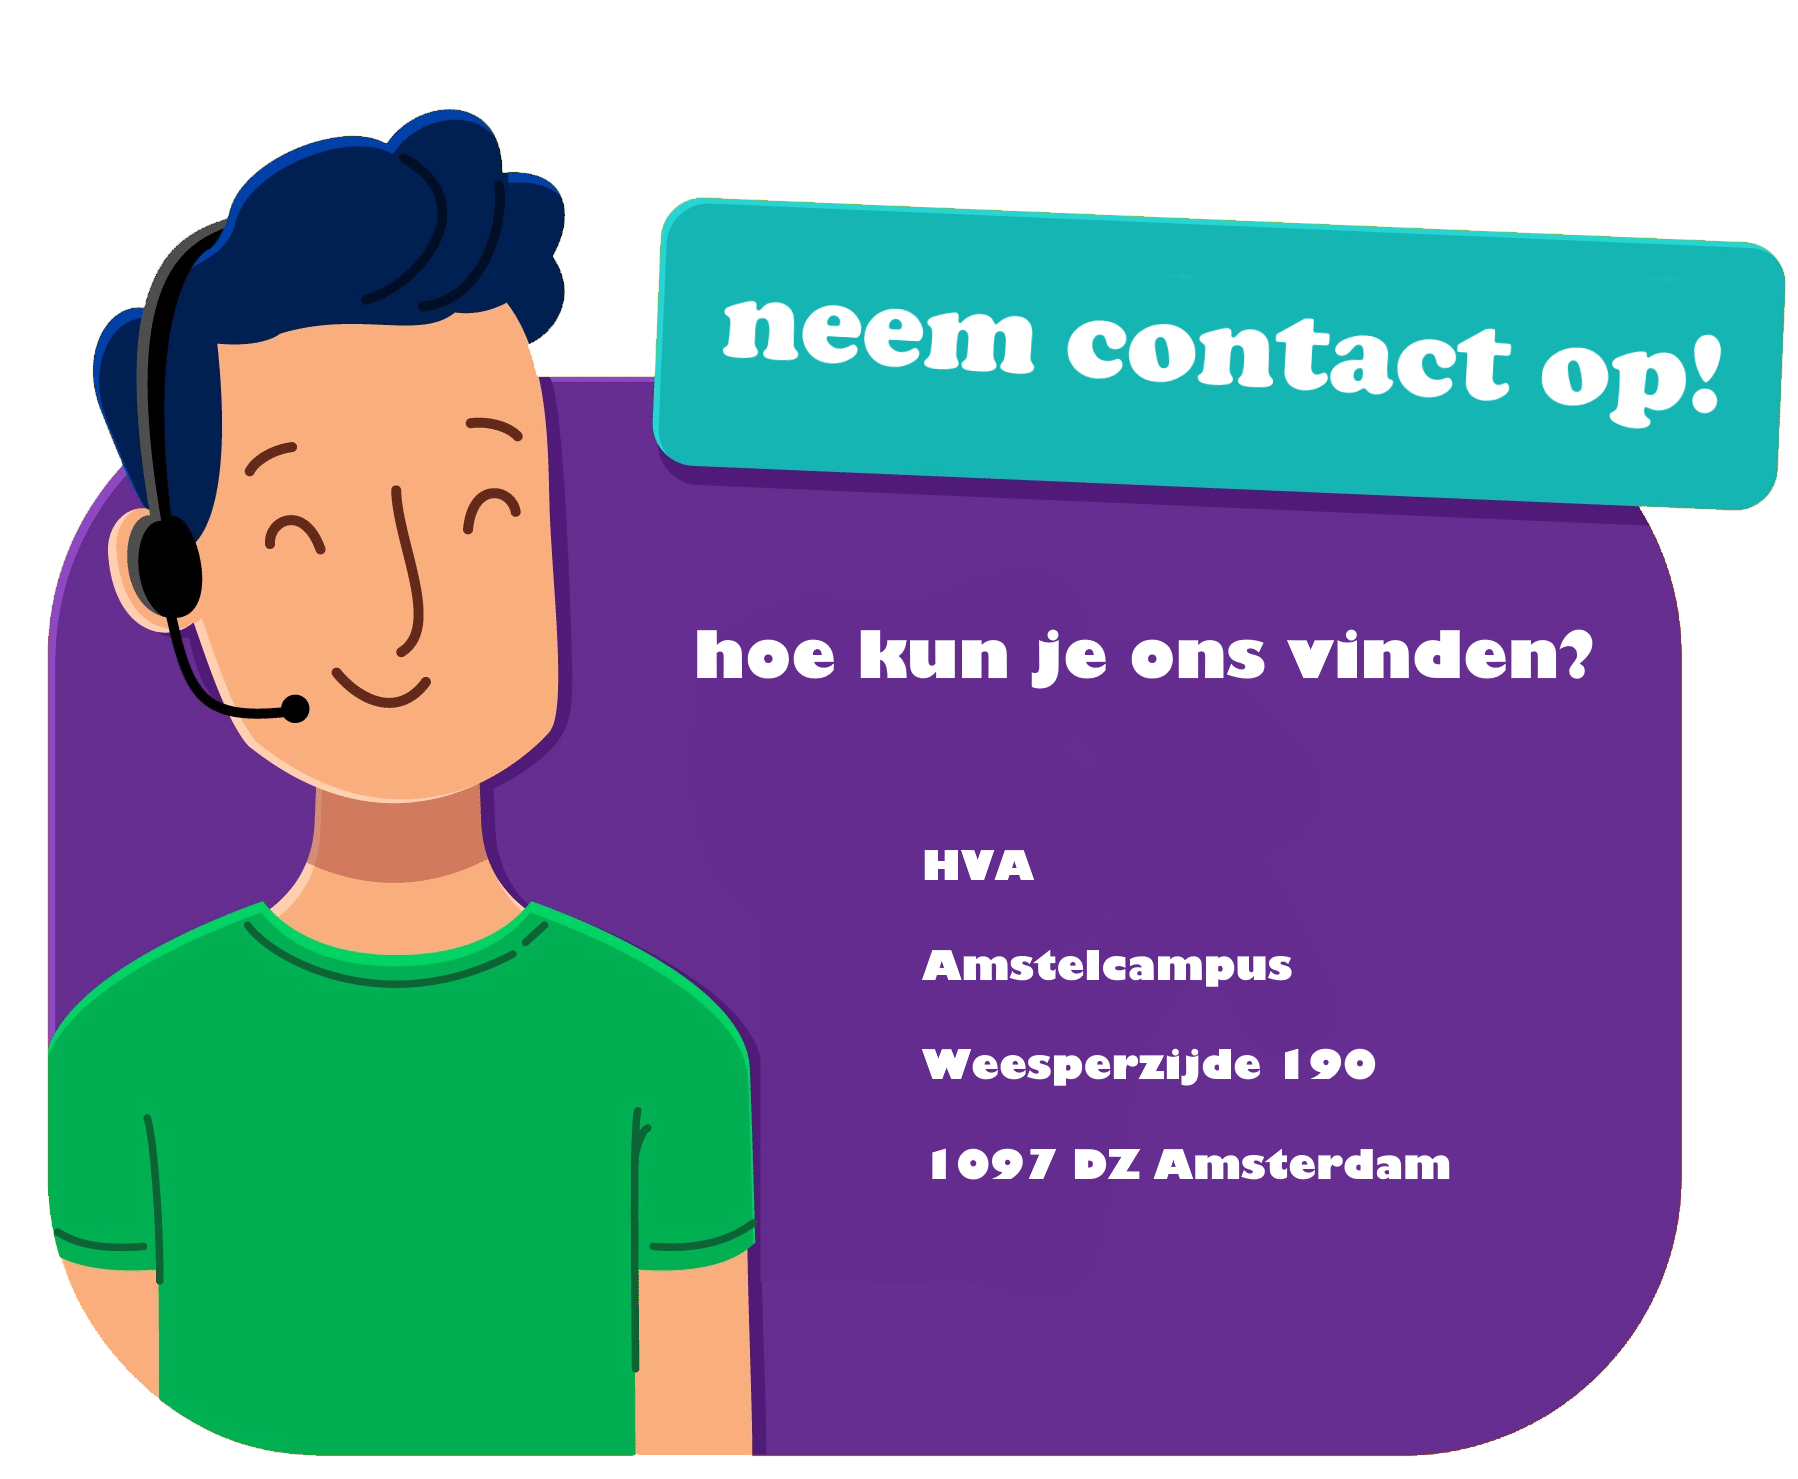 neem contact op!
hoe kun je ons vinden?
HVA
Amstelcampus
Weesperzijde 190
1097 DZ Amsterdam